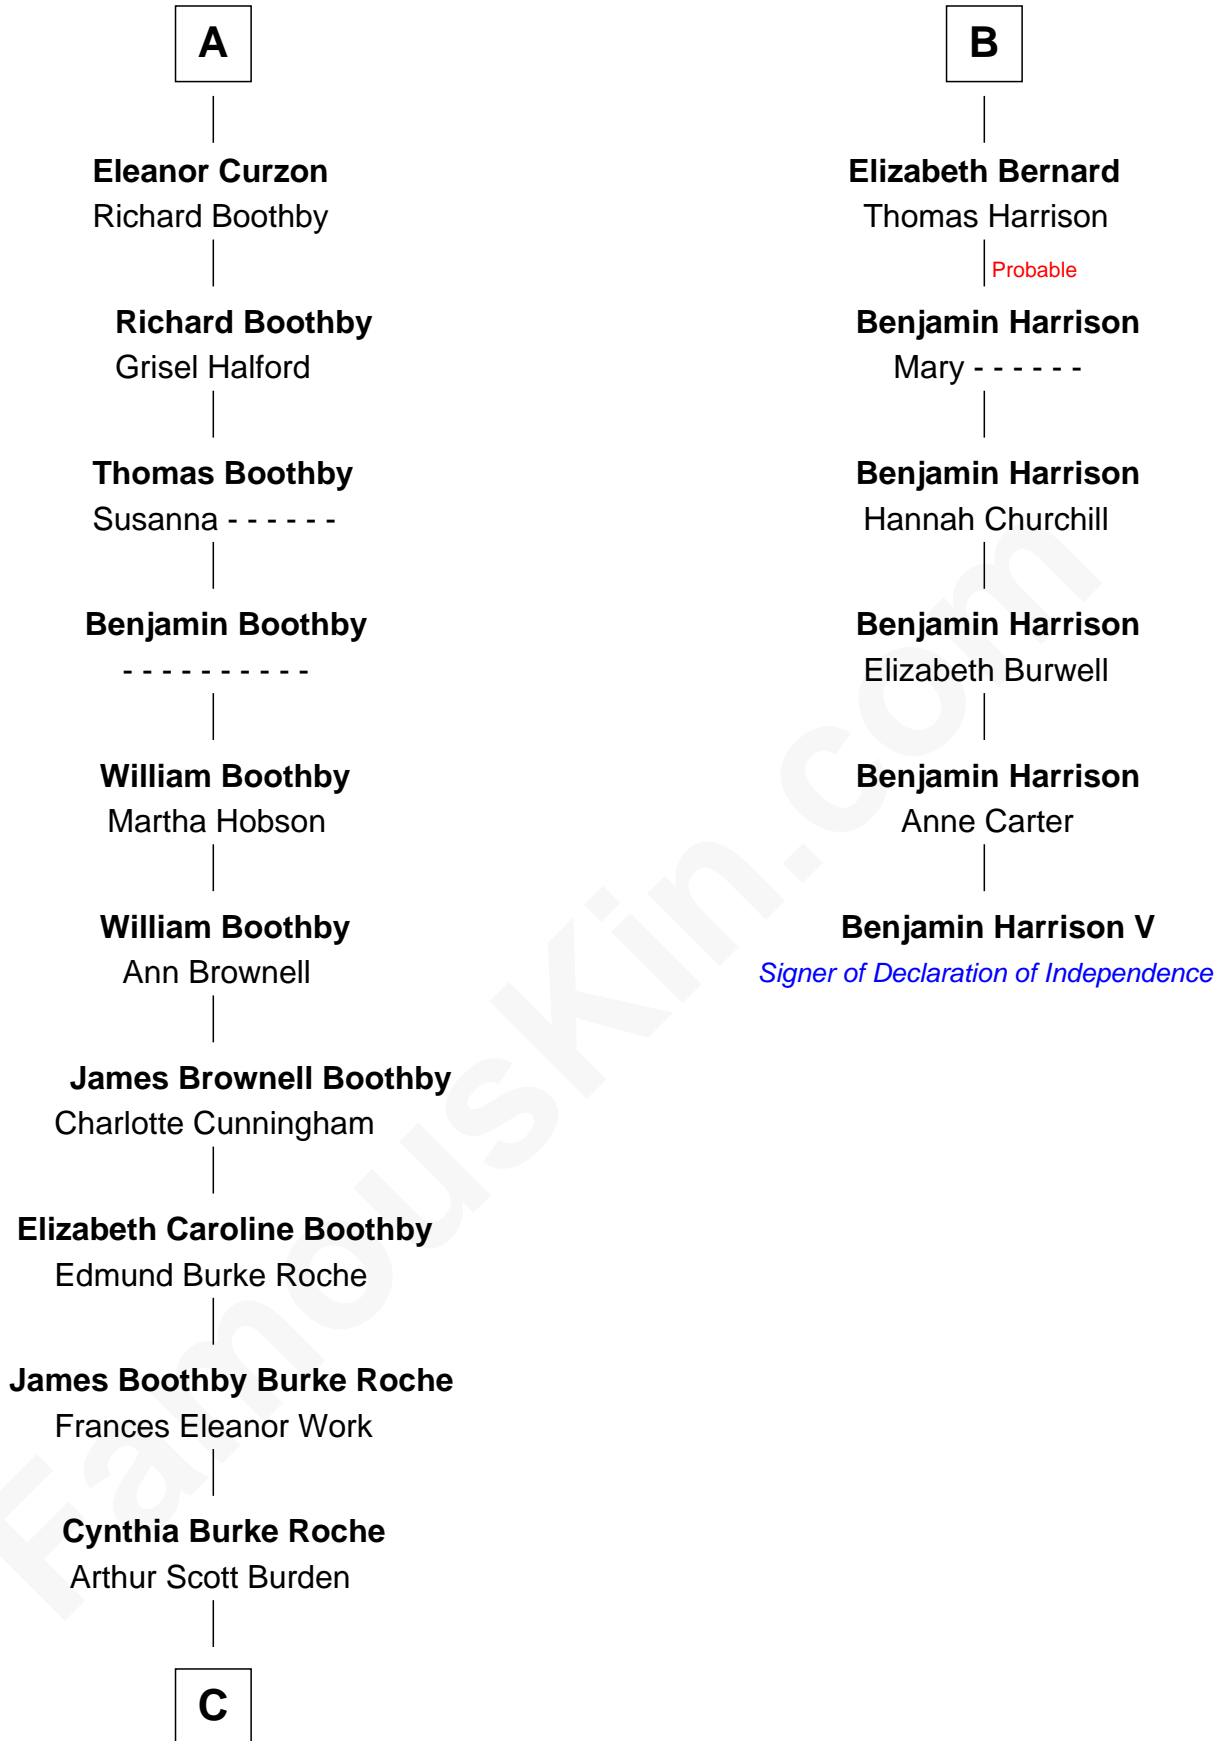 A
Eleanor Curzon
Richard Boothby
Richard Boothby
Grisel Halford
Thomas Boothby
Susanna - - - - - -
Benjamin Boothby
- - - - - - - - - -
William Boothby
Martha Hobson
William Boothby
Ann Brownell
James Brownell Boothby
Charlotte Cunningham
Elizabeth Caroline Boothby
Edmund Burke Roche
James Boothby Burke Roche
Frances Eleanor Work
Cynthia Burke Roche
Arthur Scott Burden
C
B
Elizabeth Bernard
Thomas Harrison
Probable
Benjamin Harrison
Mary - - - - - -
Benjamin Harrison
Hannah Churchill
Benjamin Harrison
Elizabeth Burwell
Benjamin Harrison
Anne Carter
Benjamin Harrison V
Signer of Declaration of Independence
FamousKin.com